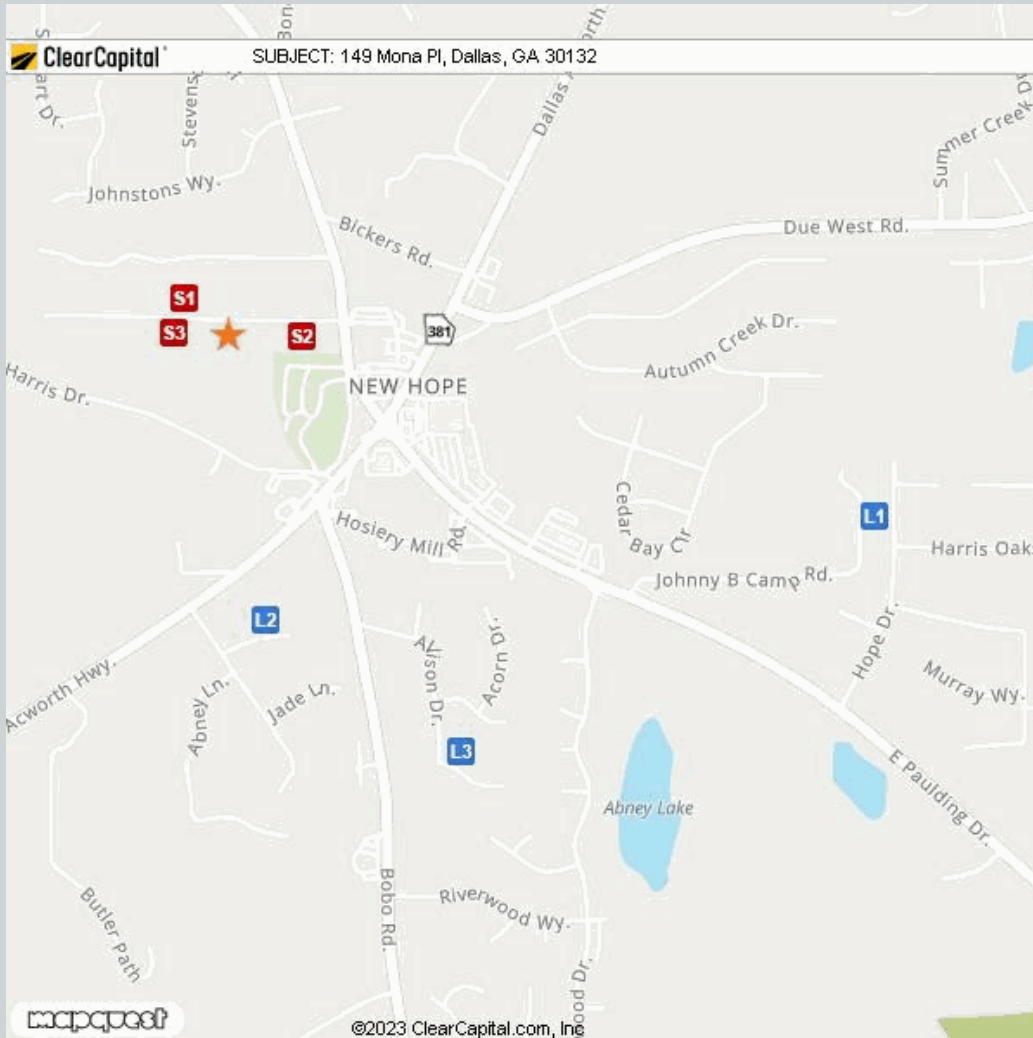 ClearCapital
SUBJECT: 149 Mona Pl, Dallas, GA 30132
Johnstons Wy.
Bickers Rd.
Due West Rd.
Summer Creek
S1
S3
S2
381
NEW HOPE
Autumn Creek Dr.
Harris Dr.
Cedar Bay Cir
L1
Hosiery Mill Rd.
Johnny B Camp Rd.
Harris Oak
L2
Alison Dr.
Acorn Dr.
Hope Dr.
Murray Wy.
Acworth Hwy.
Abney Ln.
Jade Ln.
L3
Abney Lake
E Paulding Dr.
Butler Path
Bobo Rd.
Riverwood Wy.
mapquest
©2023 ClearCapital.com, Inc